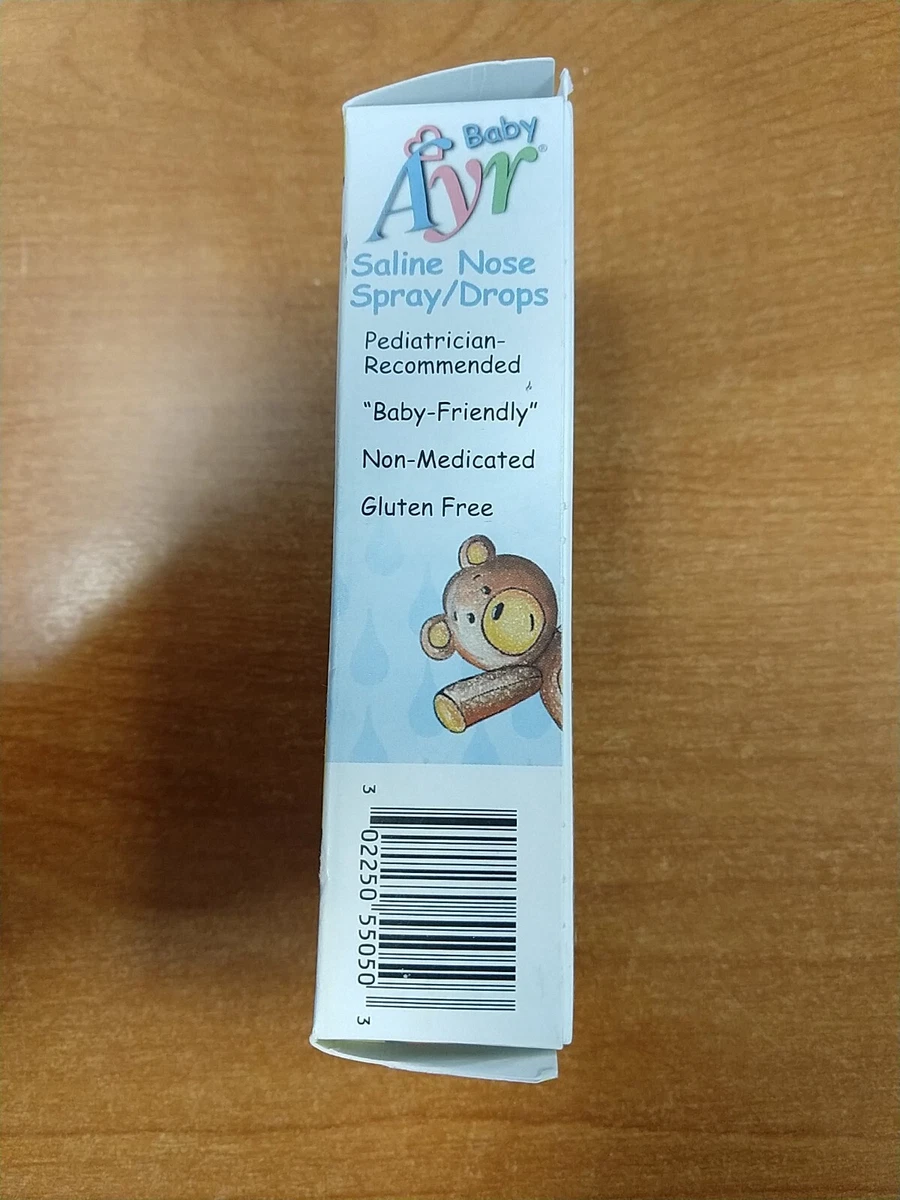 Baby
Ayr®
Saline Nose
Spray/Drops
Pediatrician-
Recommended
"Baby-Friendly"
Non-Medicated
Gluten Free
3 02250 55050 3